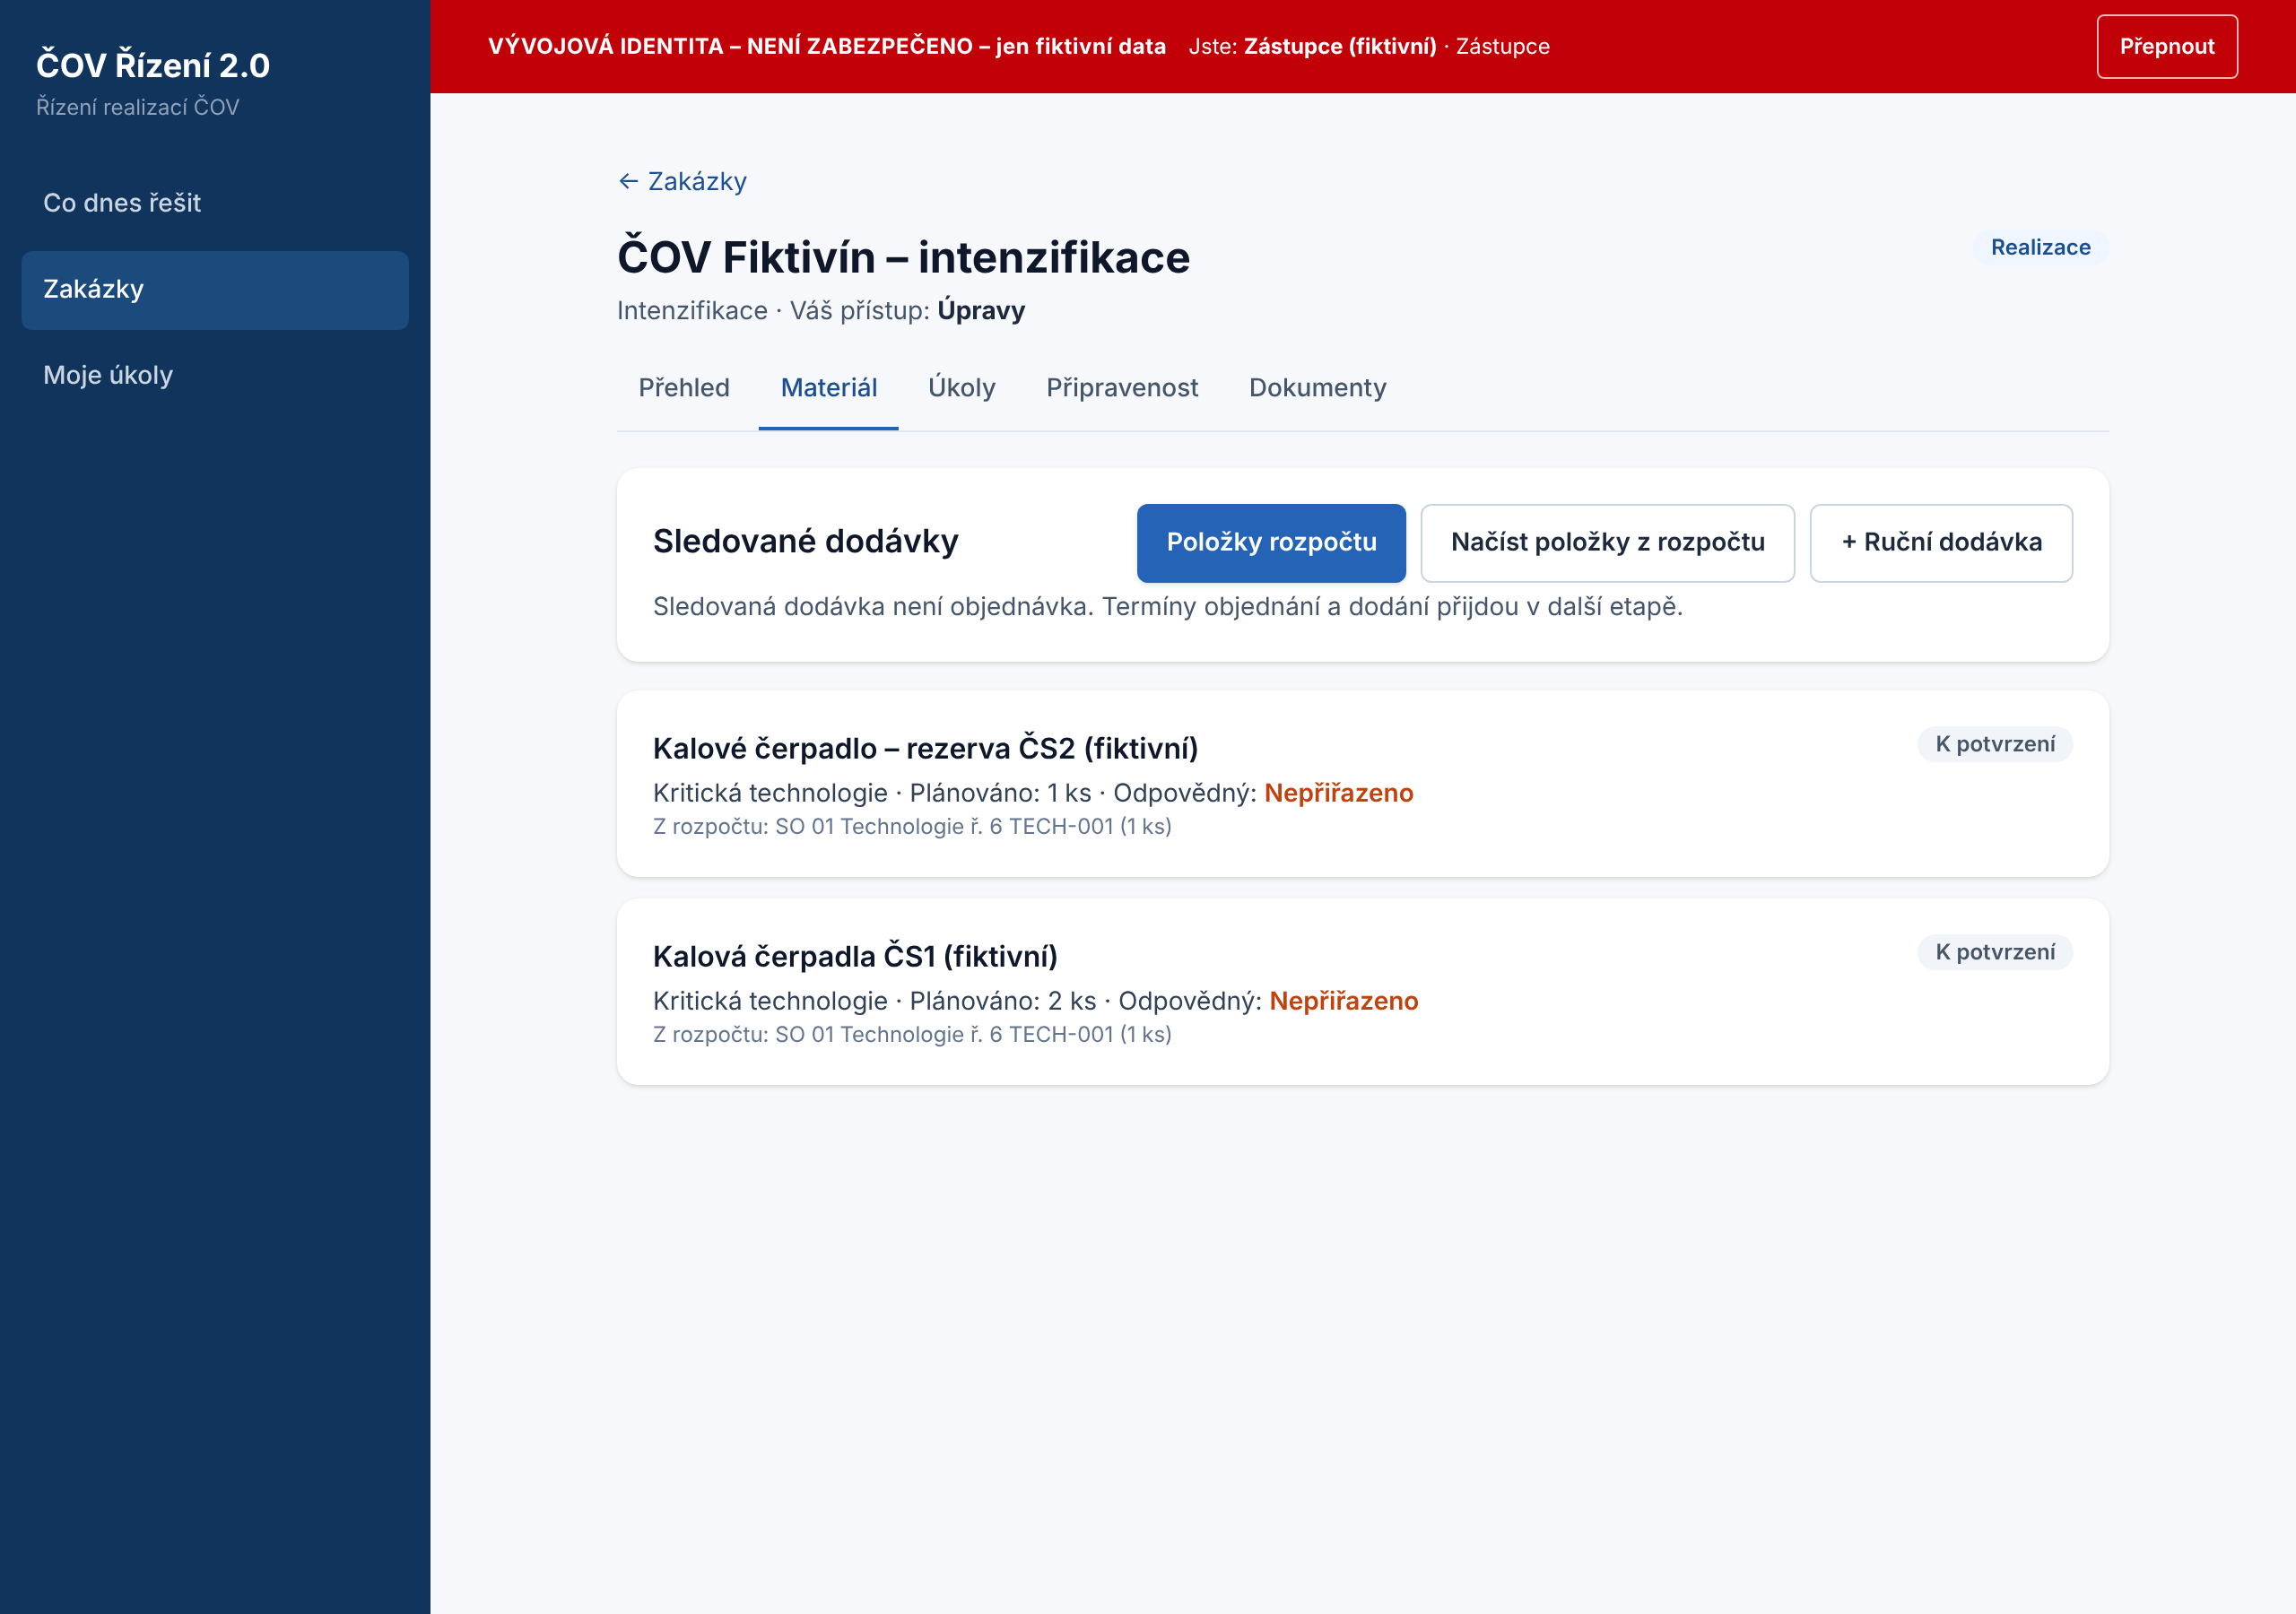 ČOV Řízení 2.0
Řízení realizací ČOV
Co dnes řešit
Zakázky
Moje úkoly
VÝVOJOVÁ IDENTITA – NENÍ ZABEZPEČENO – jen fiktivní data Jste: Zástupce (fiktivní) · Zástupce
Přepnout
← Zakázky
ČOV Fiktivín – intenzifikace
Realizace
Intenzifikace · Váš přístup: Úpravy
Přehled Materiál Úkoly Připravenost Dokumenty
Sledované dodávky
Položky rozpočtu
Načíst položky z rozpočtu
+ Ruční dodávka
Sledovaná dodávka není objednávka. Termíny objednání a dodání přijdou v další etapě.
Kalové čerpadlo – rezerva ČS2 (fiktivní)
K potvrzení
Kritická technologie · Plánováno: 1 ks · Odpovědný: Nepřiřazeno
Z rozpočtu: SO 01 Technologie ř. 6 TECH-001 (1 ks)
Kalová čerpadla ČS1 (fiktivní)
K potvrzení
Kritická technologie · Plánováno: 2 ks · Odpovědný: Nepřiřazeno
Z rozpočtu: SO 01 Technologie ř. 6 TECH-001 (1 ks)